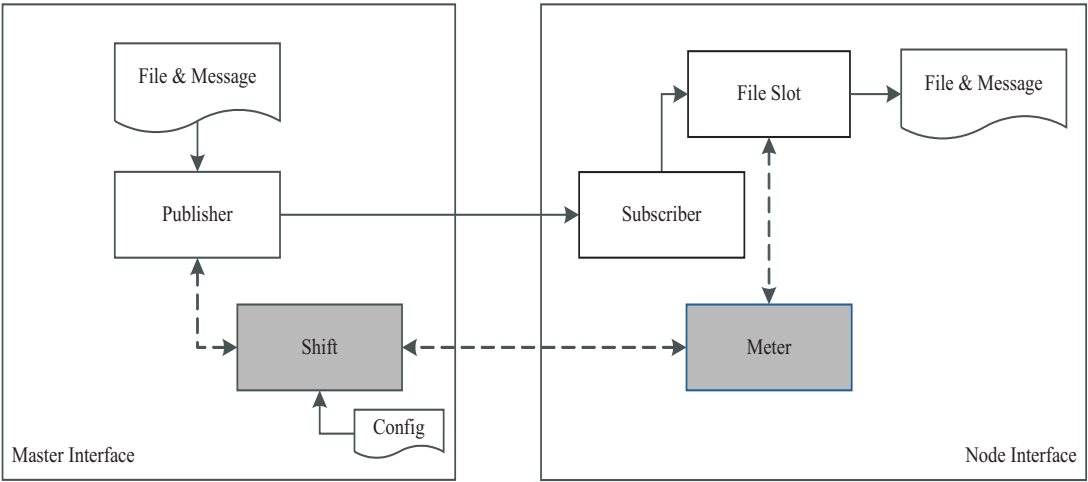 File & Message
Publisher
Shift
Config
Master Interface
File Slot
File & Message
Subscriber
Meter
Node Interface